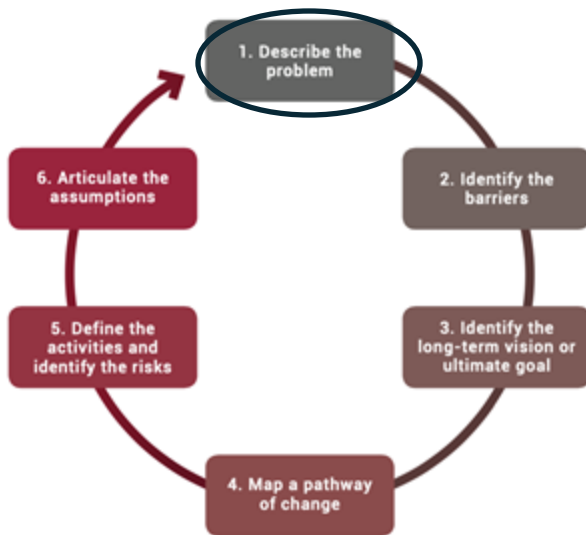 1. Describe the
problem
2. Identify the
barriers
3. Identify the
long-term vision or
ultimate goal
4. Map a pathway
of change
5. Define the
activities and
identify the risks
6. Articulate the
assumptions